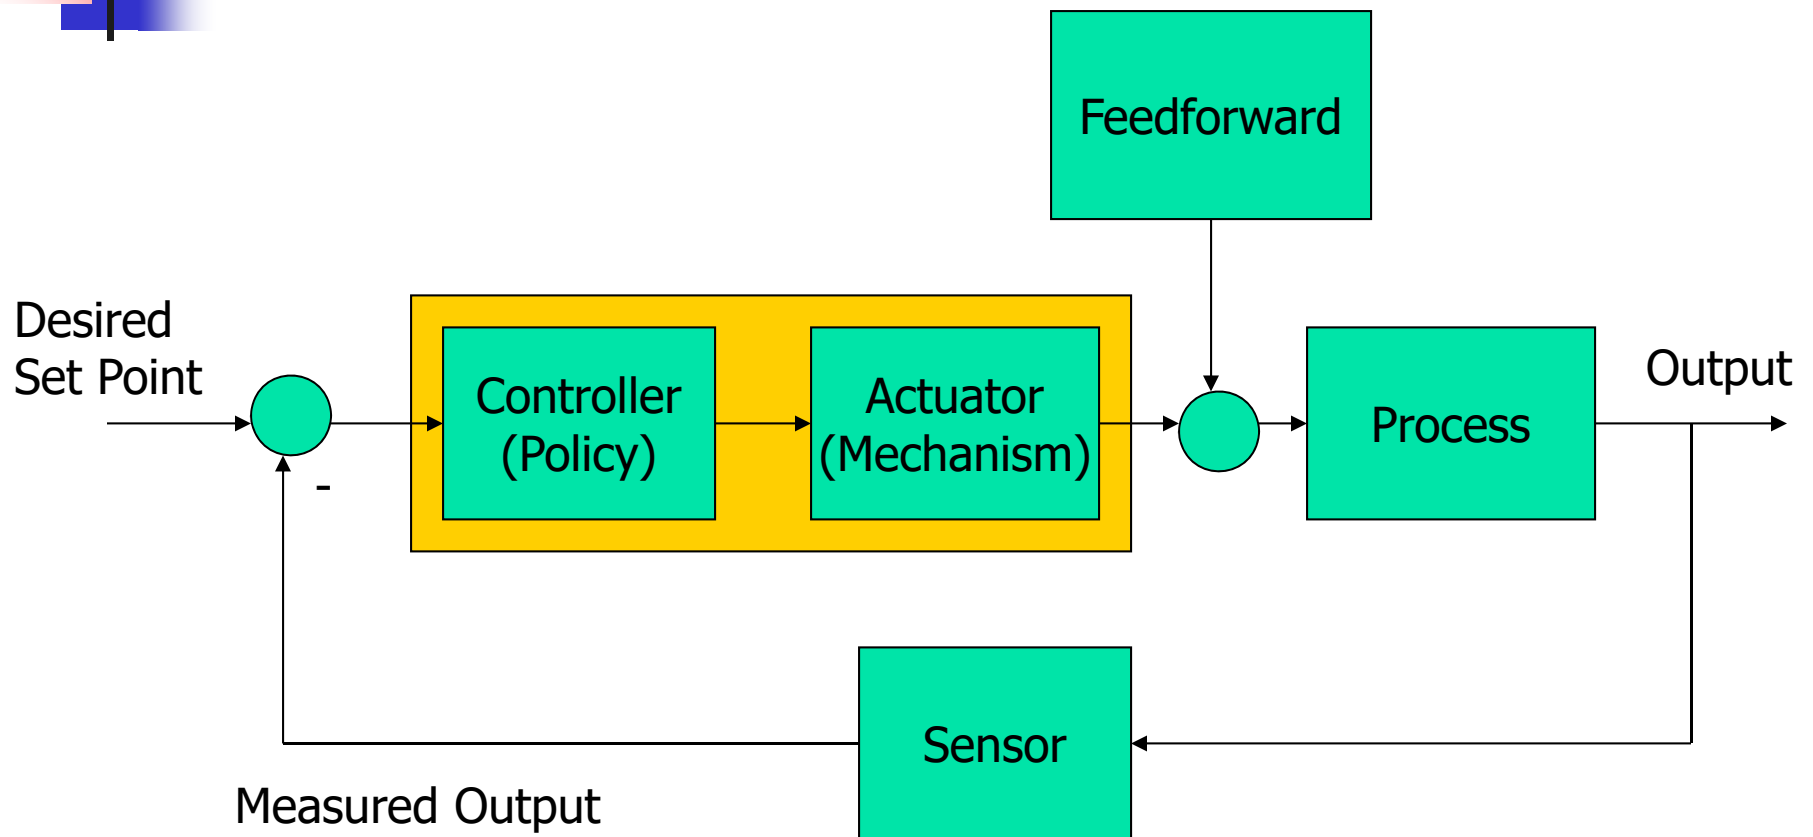 Feedforward
Desired
Set Point
Controller
(Policy)
Actuator
(Mechanism)
Process
Output
-
Sensor
Measured Output